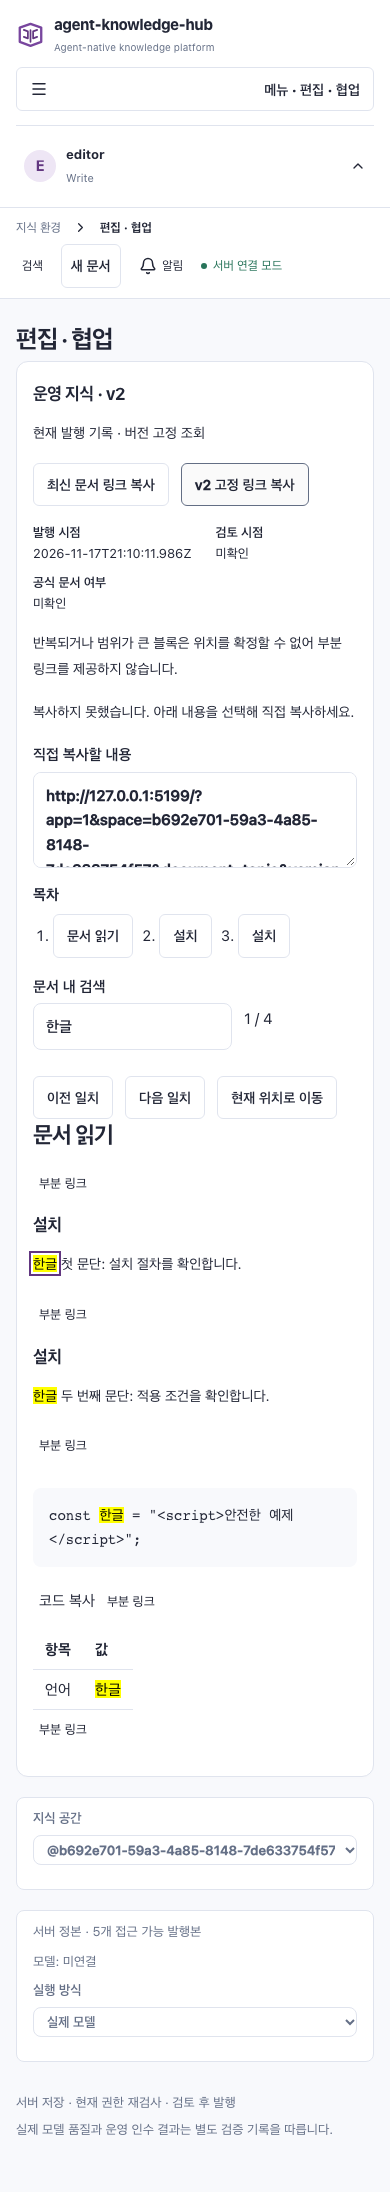 agent-knowledge-hub
Agent-native knowledge platform
메뉴 · 편집 · 협업
E
editor
Write
지식 환경 > 편집 · 협업
검색 새 문서 알림 서버 연결 모드
편집 · 협업
운영 지식 · v2
현재 발행 기록 · 버전 고정 조회
최신 문서 링크 복사 v2 고정 링크 복사
발행 시점 검토 시점
2026-11-17T21:10:11.986Z 미확인
공식 문서 여부
미확인
반복되거나 범위가 큰 블록은 위치를 확정할 수 없어 부분
링크를 제공하지 않습니다.
복사하지 못했습니다. 아래 내용을 선택해 직접 복사하세요.
직접 복사할 내용
http://127.0.0.1:5199/?
app=1&space=b692e701-59a3-4a85-
8148-
목차
1. 문서 읽기 2. 설치 3. 설치
문서 내 검색
한글 1 / 4
이전 일치 다음 일치 현재 위치로 이동
문서 읽기
부분 링크
설치
한글 첫 문단: 설치 절차를 확인합니다.
부분 링크
설치
한글 두 번째 문단: 적용 조건을 확인합니다.
부분 링크
const 한글 = "<script>안전한 예제
</script>";
코드 복사 부분 링크
항목 값
언어 한글
부분 링크
지식 공간
@b692e701-59a3-4a85-8148-7de633754f57
서버 정본 · 5개 접근 가능 발행본
모델: 미연결
실행 방식
실제 모델
서버 저장 · 현재 권한 재검사 · 검토 후 발행
실제 모델 품질과 운영 인수 결과는 별도 검증 기록을 따릅니다.